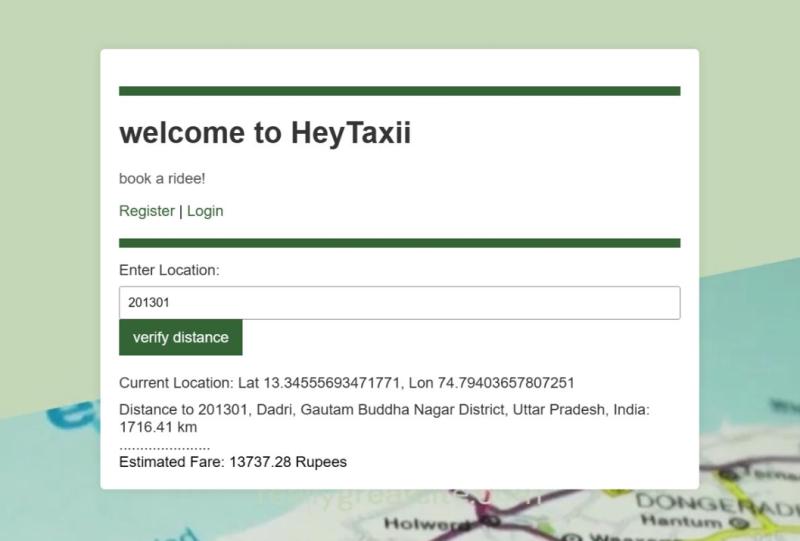 welcome to HeyTaxii
book a ridee!
Register | Login
Enter Location:
201301
verify distance
Current Location: Lat 13.34555693471771, Lon 74.79403657807251
Distance to 201301, Dadri, Gautam Buddha Nagar District, Uttar Pradesh, India:
1716.41 km
......................
Estimated Fare: 13737.28 Rupees
DONGERADE
Holwerd
Hantum